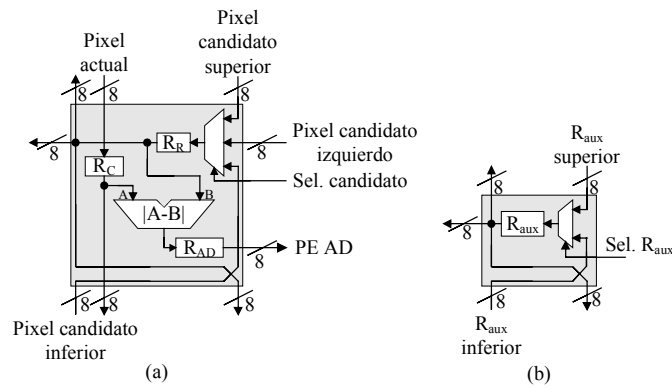 Pixel
actual
Pixel
candidato
superior
8
8
8
8
R_R
Pixel candidato
izquierdo
8
Sel. candidato
R_C
A
B
|A-B|
R_AD
8
PE AD
8
8
8
Pixel candidato
inferior
(a)
R_aux
superior
8
8
8
R_aux
Sel. R_aux
8
8
R_aux
inferior
(b)